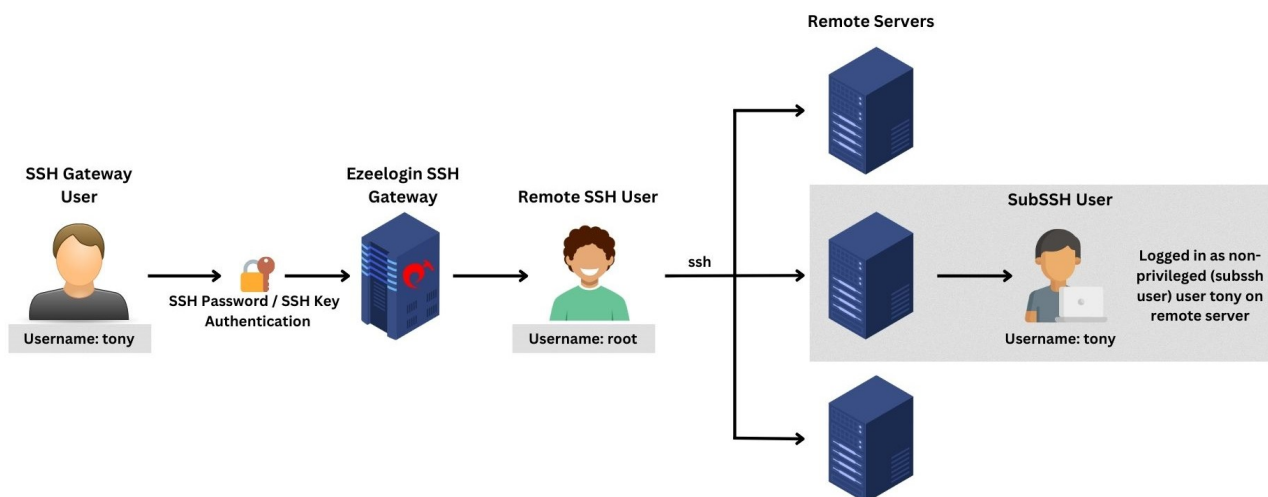 Remote Servers
SSH Gateway
User
Ezeelogin SSH
Gateway
Remote SSH User
SubSSH User
ssh
Logged in as non-
privileged (subssh
user) user tony on
remote server
SSH Password / SSH Key
Authentication
Username: tony
Username: root
Username: tony